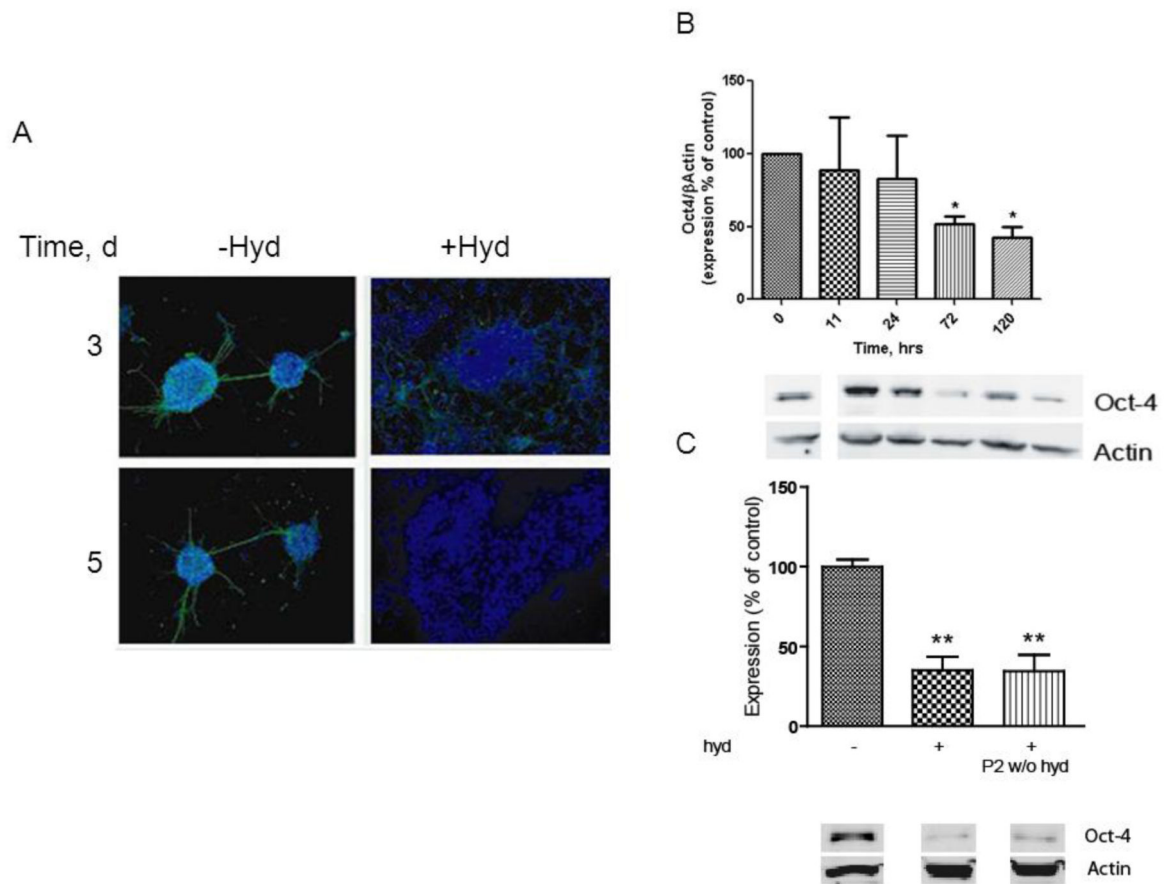 A
Time, d
-Hyd
+Hyd
3
5
B
Oct4/βActin
(expression % of control)
150
100
50
0
0
11
24
72
120
*
*
Time, hrs
Oct-4
Actin
C
Expression (% of control)
150
100
50
0
**
**
hyd
-
+
+
P2 w/o hyd
Oct-4
Actin